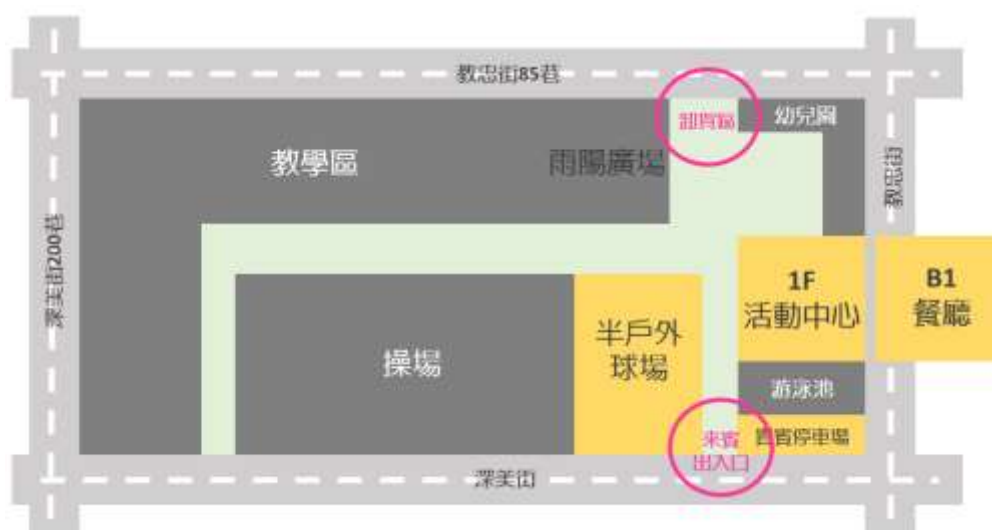 教忠街85巷
卸貨區
幼兒園
教學區
雨陽廣場
教忠街
深美街200巷
1F
活動中心
B1
餐廳
半戶外
球場
操場
游泳池
來賓
出入口
貴賓停車場
深美街